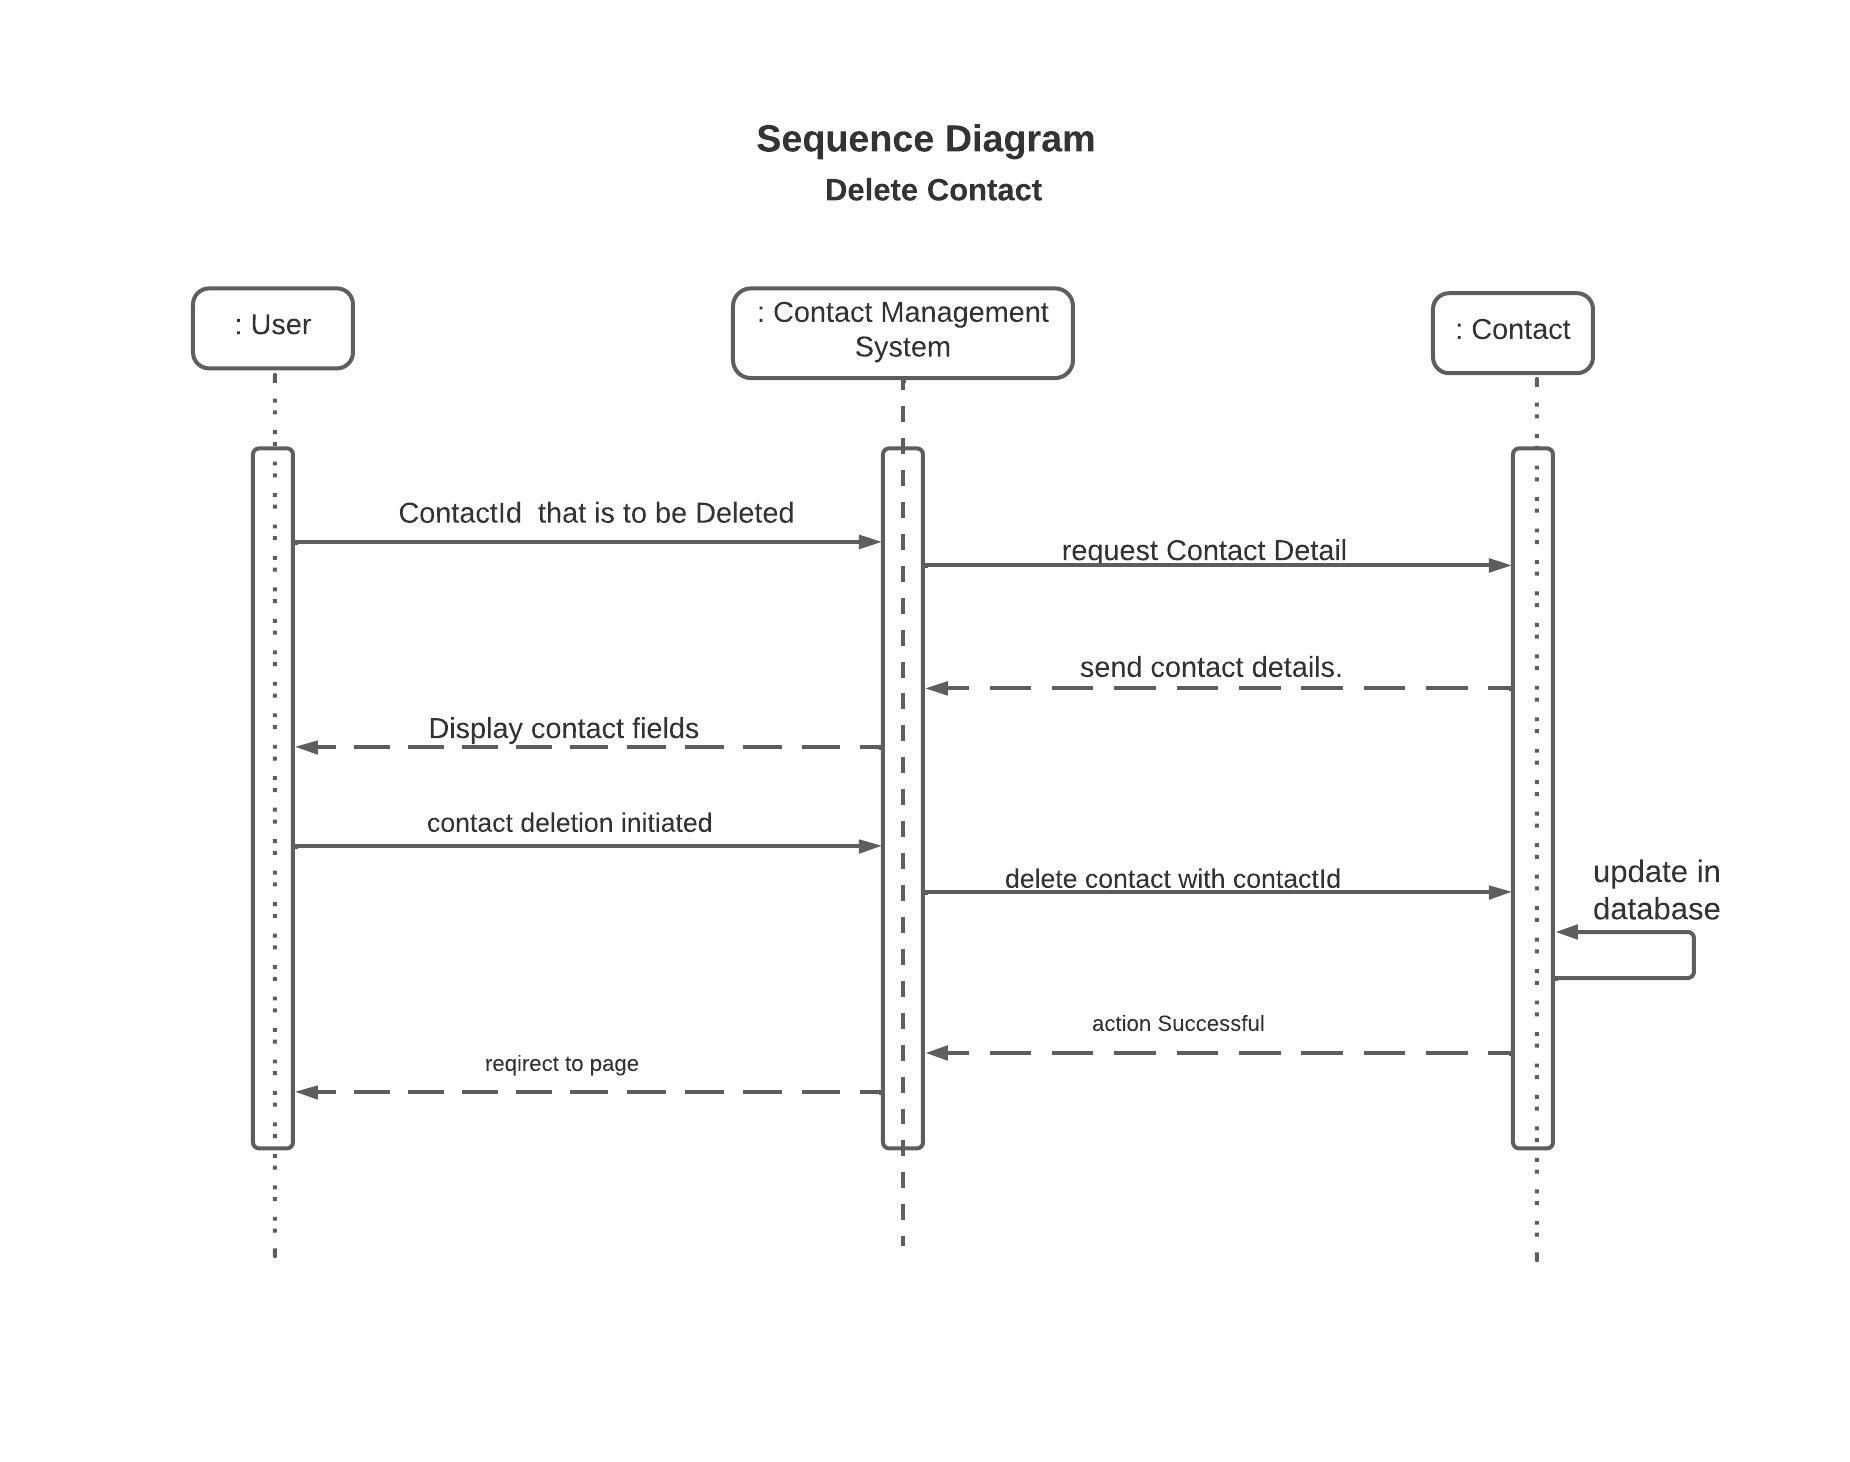 Sequence Diagram
Delete Contact
: User
: Contact Management
System
: Contact
ContactId  that is to be Deleted
request Contact Detail
send contact details.
Display contact fields
contact deletion initiated
delete contact with contactId
update in
database
action Successful
reqirect to page